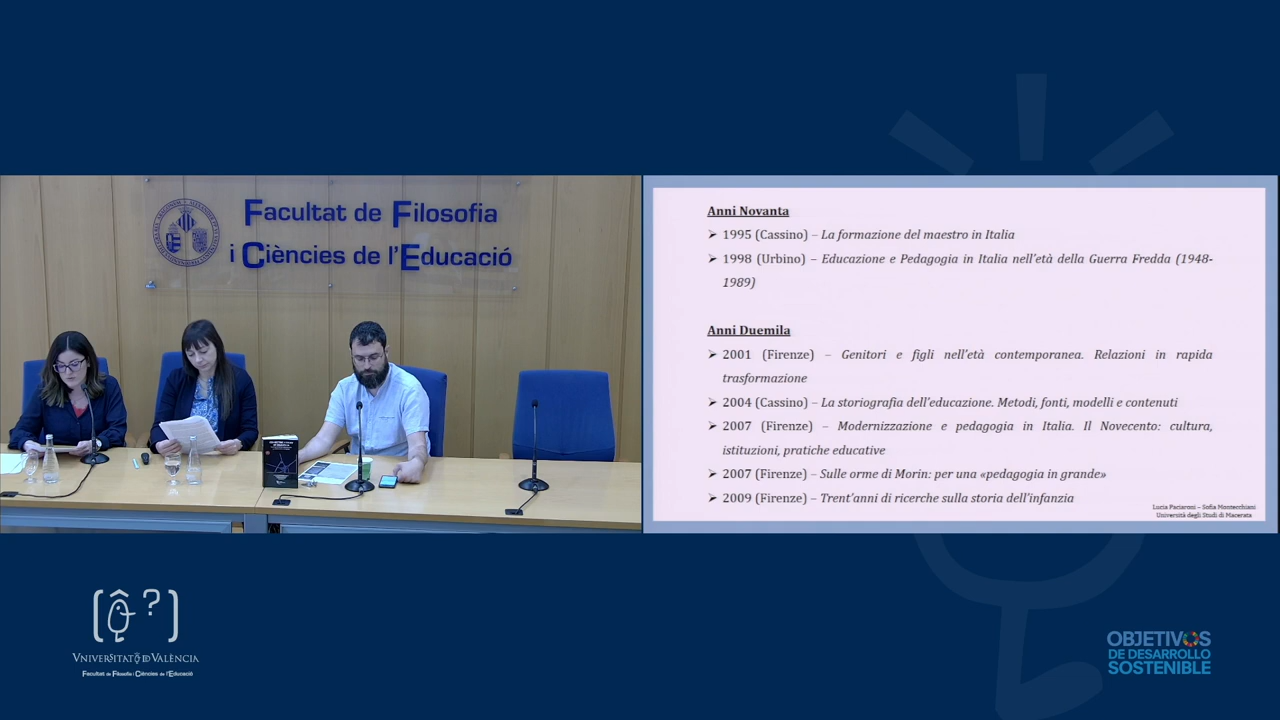 Facultat de Filosofia
i Ciències de l'Educació
Anni Novanta
➢ 1995 (Cassino) – La formazione del maestro in Italia
➢ 1998 (Urbino) – Educazione e Pedagogia in Italia nell'età della Guerra Fredda (1948-
1989)
Anni Duemila
➢ 2001 (Firenze) – Genitori e figli nell'età contemporanea. Relazioni in rapida
trasformazione
➢ 2004 (Cassino) – La storiografia dell'educazione. Metodi, fonti, modelli e contenuti
➢ 2007 (Firenze) – Modernizzazione e pedagogia in Italia. Il Novecento: cultura,
istituzioni, pratiche educative
➢ 2007 (Firenze) – Sulle orme di Morin: per una «pedagogia in grande»
➢ 2009 (Firenze) – Trent'anni di ricerche sulla storia dell'infanzia
Lucia Paciaroni – Sofia Montecchiani
Università degli Studi di Macerata
[?]
VNIVERSITAT DE VALÈNCIA
Facultat de Filosofia i Ciències de l'Educació
OBJETIVOS
DE DESARROLLO
SOSTENIBLE